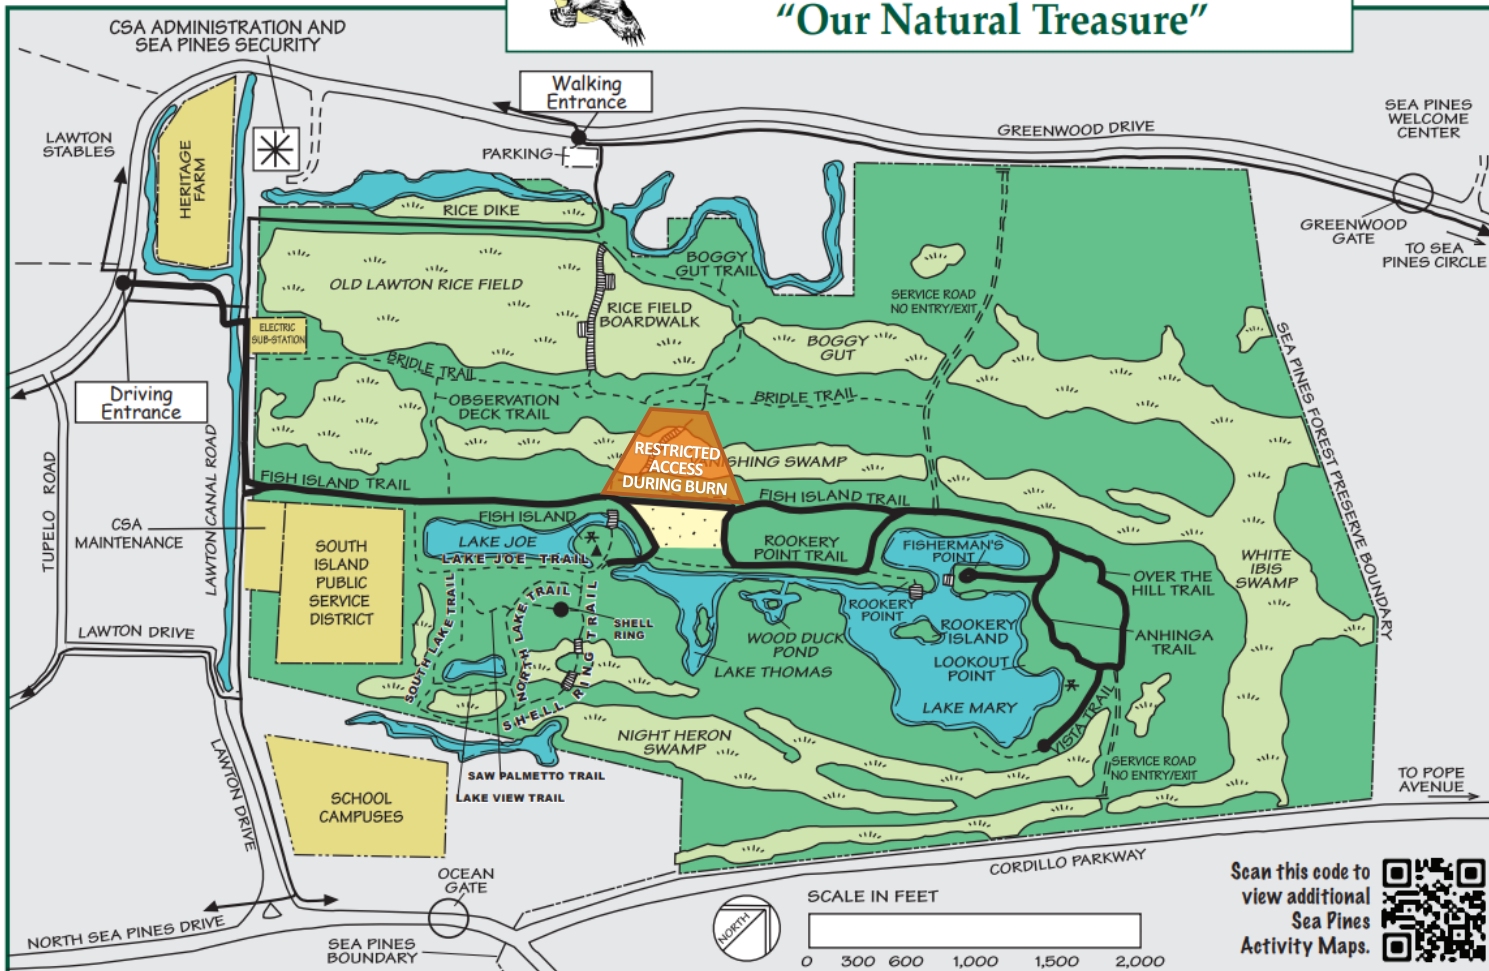 “Our Natural Treasure”
CSA ADMINISTRATION AND
SEA PINES SECURITY
Walking
Entrance
SEA PINES
WELCOME
CENTER
GREENWOOD DRIVE
LAWTON
STABLES
PARKING
HERITAGE
FARM
RICE DIKE
GREENWOOD
GATE
TO SEA
PINES CIRCLE
BOGGY
GUT TRAIL
OLD LAWTON RICE FIELD
SERVICE ROAD
NO ENTRY/EXIT
RICE FIELD
BOARDWALK
ELECTRIC
SUB-STATION
BOGGY
GUT
BRIDLE TRAIL
SEA PINES FOREST PRESERVE BOUNDARY
Driving
Entrance
OBSERVATION
DECK TRAIL
BRIDLE TRAIL
RESTRICTED
ACCESS
DURING BURN
VANISHING SWAMP
TUPELO ROAD
LAWTON CANAL ROAD
FISH ISLAND TRAIL
FISH ISLAND TRAIL
CSA
MAINTENANCE
FISH ISLAND
LAKE JOE
LAKE JOE TRAIL
SOUTH
ISLAND
PUBLIC
SERVICE
DISTRICT
ROOKERY
POINT TRAIL
FISHERMAN'S
POINT
WHITE
IBIS
SWAMP
OVER THE
HILL TRAIL
SOUTH LAKE TRAIL
NORTH LAKE TRAIL
SHELL
RING
SHELL RING TRAIL
ROOKERY
POINT
ROOKERY
ISLAND
WOOD DUCK
POND
ANHINGA
TRAIL
LAWTON DRIVE
LAKE THOMAS
LOOKOUT
POINT
LAKE MARY
VISTA TRAIL
NIGHT HERON
SWAMP
SERVICE ROAD
NO ENTRY/EXIT
SAW PALMETTO TRAIL
LAKE VIEW TRAIL
LAWTON DRIVE
SCHOOL
CAMPUSES
TO POPE
AVENUE
CORDILLO PARKWAY
OCEAN
GATE
NORTH SEA PINES DRIVE
SEA PINES
BOUNDARY
NORTH
SCALE IN FEET
0 300 600 1,000 1,500 2,000
Scan this code to
view additional
Sea Pines
Activity Maps.